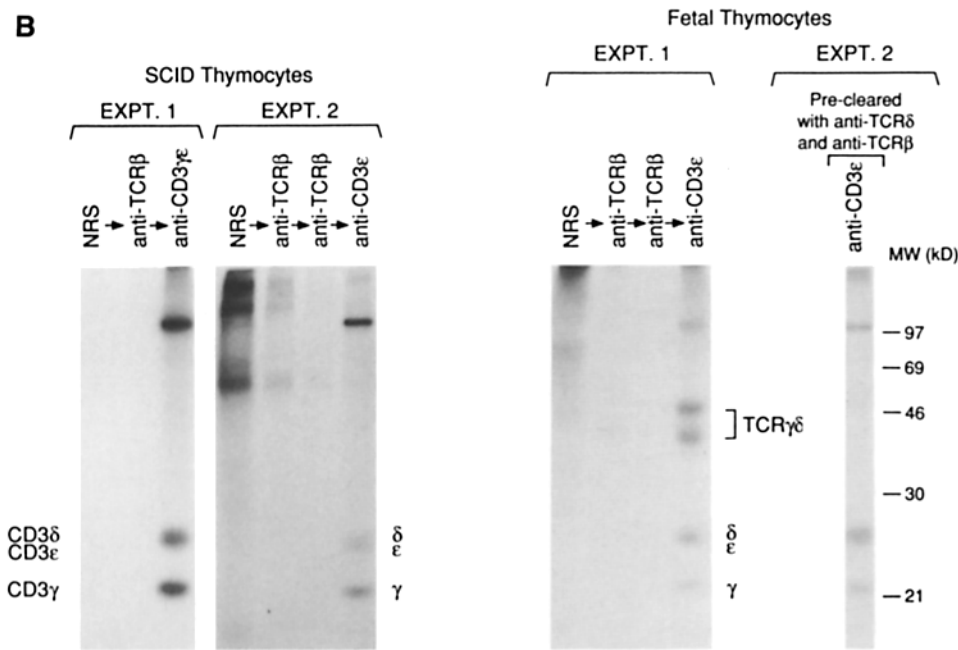 B
SCID Thymocytes
EXPT. 1
EXPT. 2
NRS
anti-TCRβ
anti-CD3γε
NRS
anti-TCRβ
anti-TCRβ
anti-CD3ε
CD3δ
CD3ε
CD3γ
δ
ε
γ
Fetal Thymocytes
EXPT. 1
EXPT. 2
Pre-cleared
with anti-TCRδ
and anti-TCRβ
NRS
anti-TCRβ
anti-TCRβ
anti-CD3ε
anti-CD3ε
MW (kD)
97
69
46
TCRγδ
30
δ
ε
γ
21